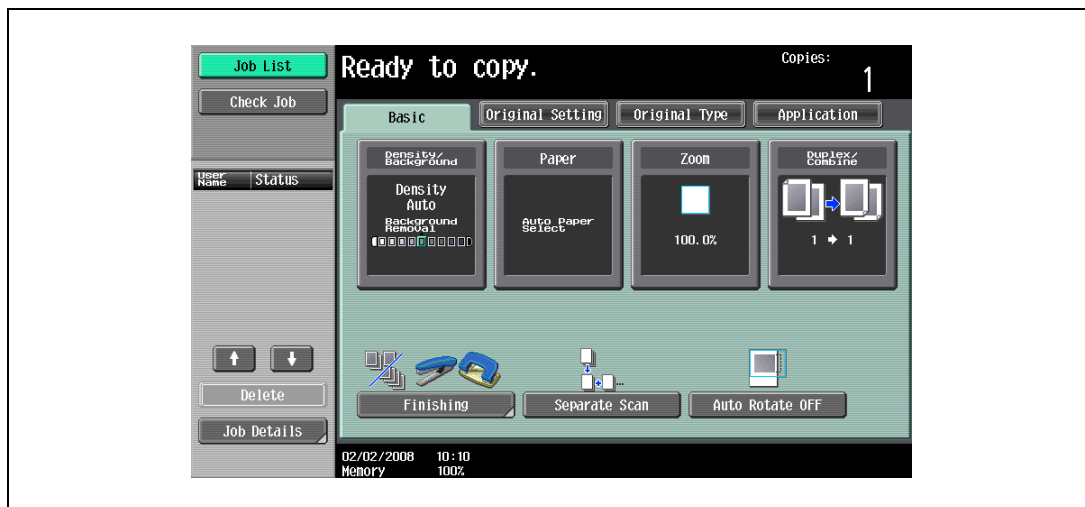 Job List
Check Job
User
Name
Status
Delete
Job Details
Ready to copy.
Copies:
1
Basic
Original Setting
Original Type
Application
Density/
Background
Density
Auto
Background
Removal
Paper
Auto Paper
Select
Zoom
100.0%
Duplex/
Combine
1 → 1
Finishing
Separate Scan
Auto Rotate OFF
02/02/2008 10:10
Memory 100%